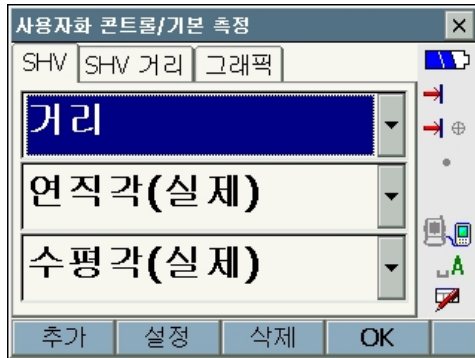 사용자화 콘트롤/기본 측정
SHV SHV 거리 그래픽
거리
연직각(실제)
수평각(실제)
추가 설정 삭제 OK
A